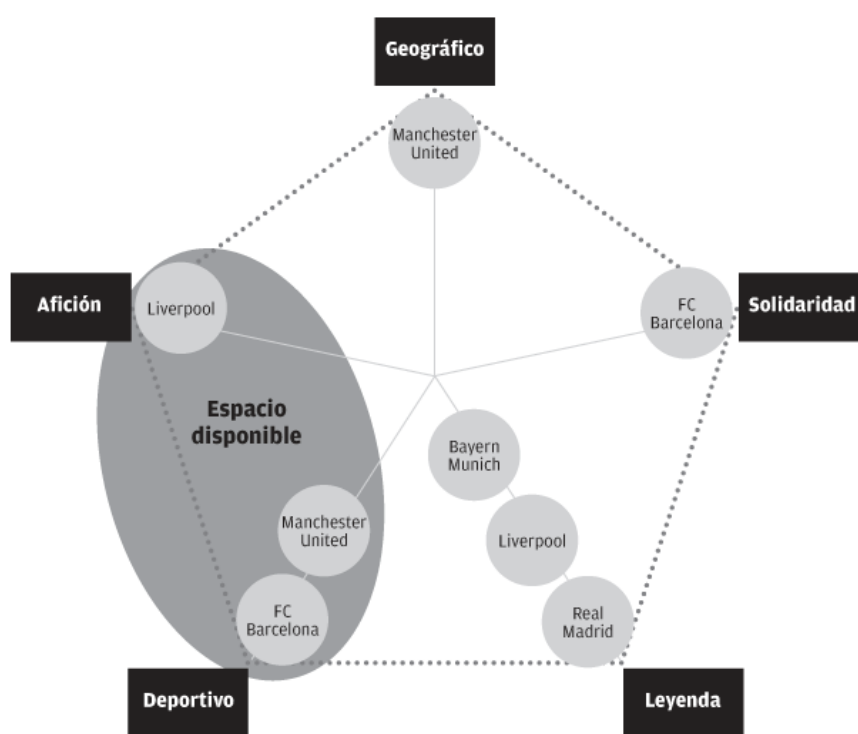 Geográfico
Manchester
United
Afición
Liverpool
FC
Barcelona
Solidaridad
Espacio
disponible
Bayern
Munich
Manchester
United
Liverpool
FC
Barcelona
Real
Madrid
Deportivo
Leyenda